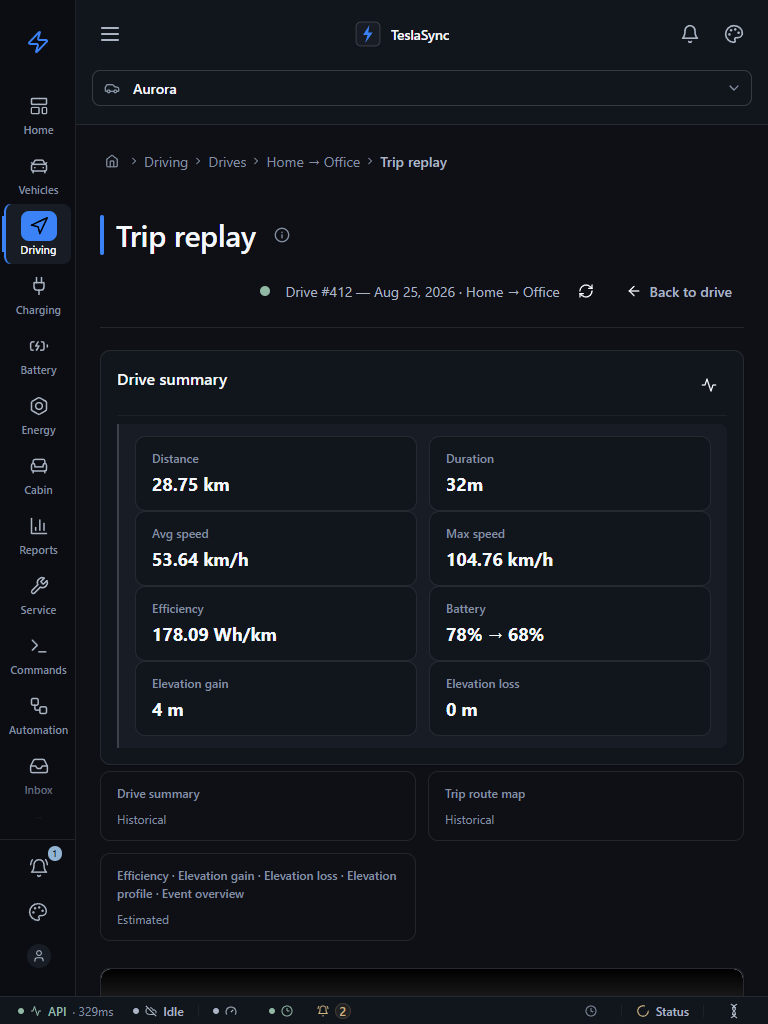 TeslaSync
Aurora
Home
Vehicles
Driving
Charging
Battery
Energy
Cabin
Reports
Service
Commands
Automation
Inbox
1
Driving > Drives > Home → Office > Trip replay
Trip replay
Drive #412 — Aug 25, 2026 · Home → Office
Back to drive
Drive summary
Distance
28.75 km
Duration
32m
Avg speed
53.64 km/h
Max speed
104.76 km/h
Efficiency
178.09 Wh/km
Battery
78% → 68%
Elevation gain
4 m
Elevation loss
0 m
Drive summary
Historical
Trip route map
Historical
Efficiency · Elevation gain · Elevation loss · Elevation
profile · Event overview
Estimated
API · 329ms
Idle
2
Status